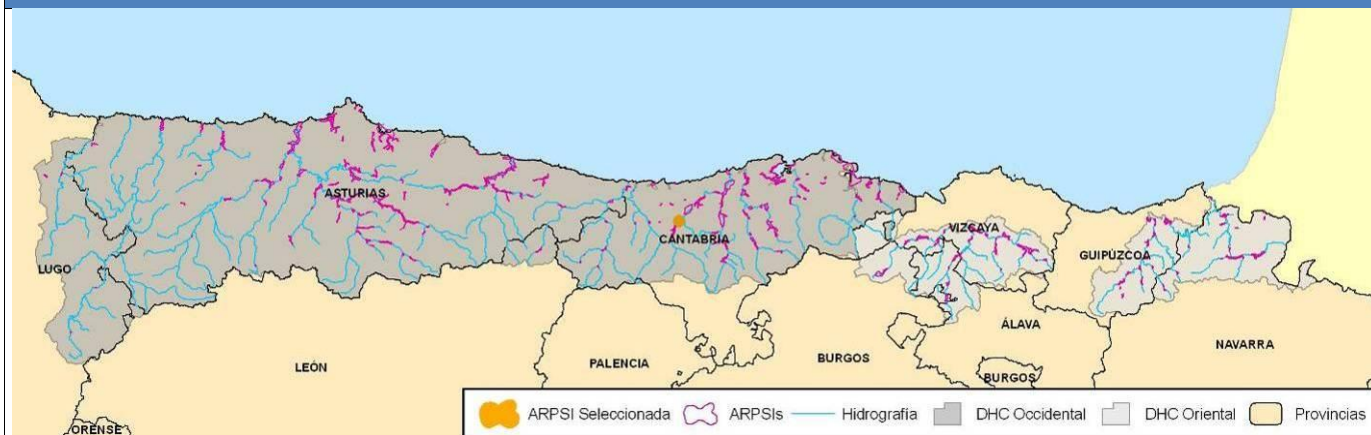 ASTURIAS
CANTABRIA
VIZCAYA
GUIPÚZCOA
LUGO
ÁLAVA
NAVARRA
LEÓN
PALENCIA
BURGOS
BURGOS
ORENSE
ARPSI Seleccionada ARPSIs Hidrografía DHC Occidental DHC Oriental Provincias